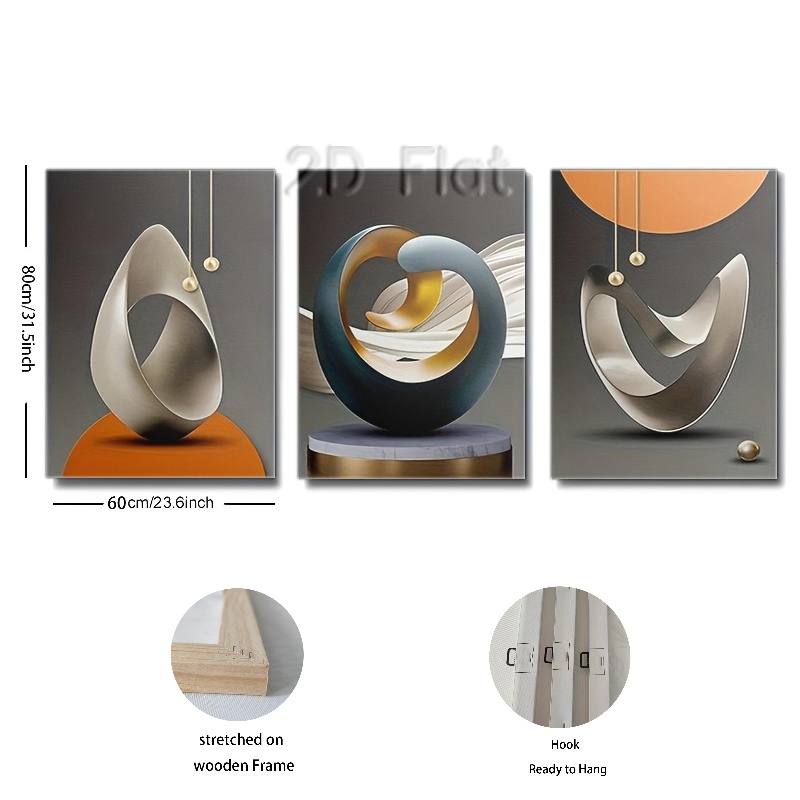 2D Flat
80cm/31.5inch
60cm/23.6inch
stretched on
wooden Frame
Hook
Ready to Hang